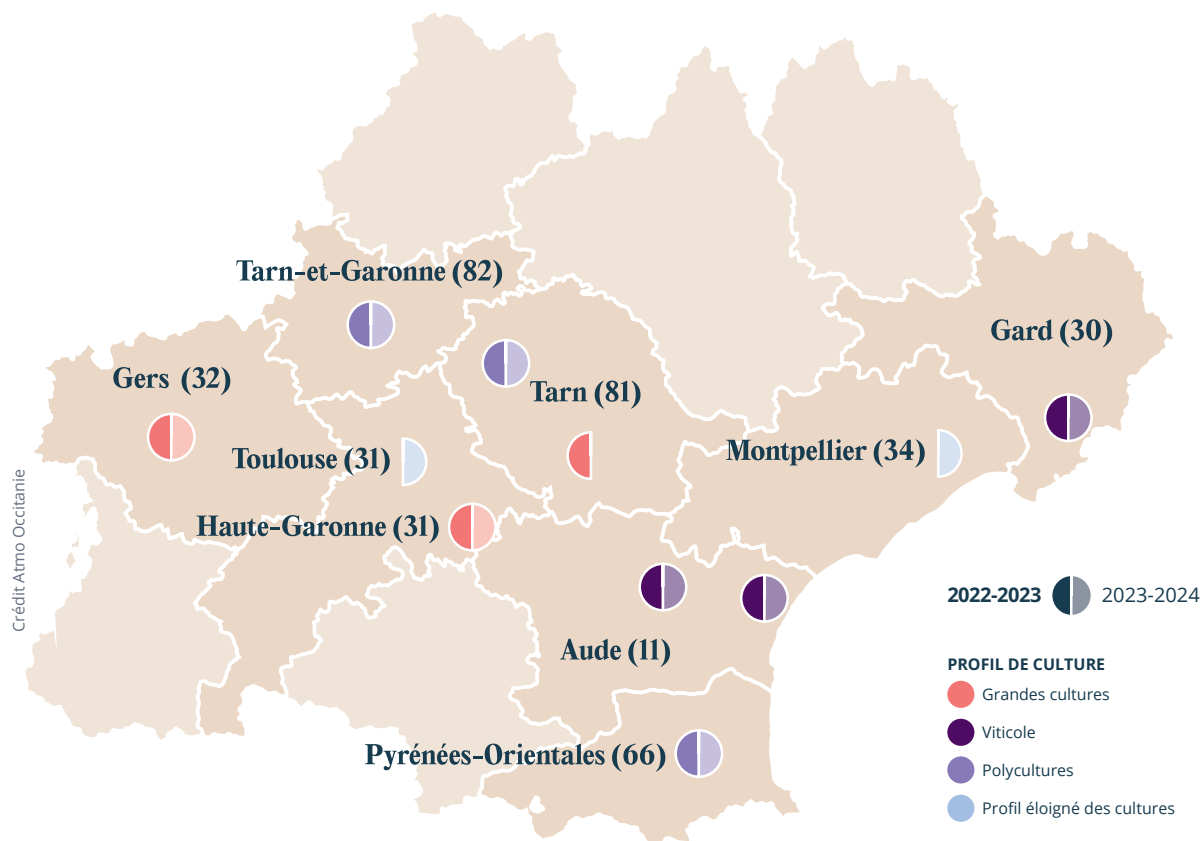 Tarn-et-Garonne (82)
Gard (30)
Gers (32)
Tarn (81)
Toulouse (31)
Montpellier (34)
Haute-Garonne (31)
Aude (11)
Pyrénées-Orientales (66)
Crédit Atmo Occitanie
2022-2023 2023-2024
PROFIL DE CULTURE
Grandes cultures
Viticole
Polycultures
Profil éloigné des cultures